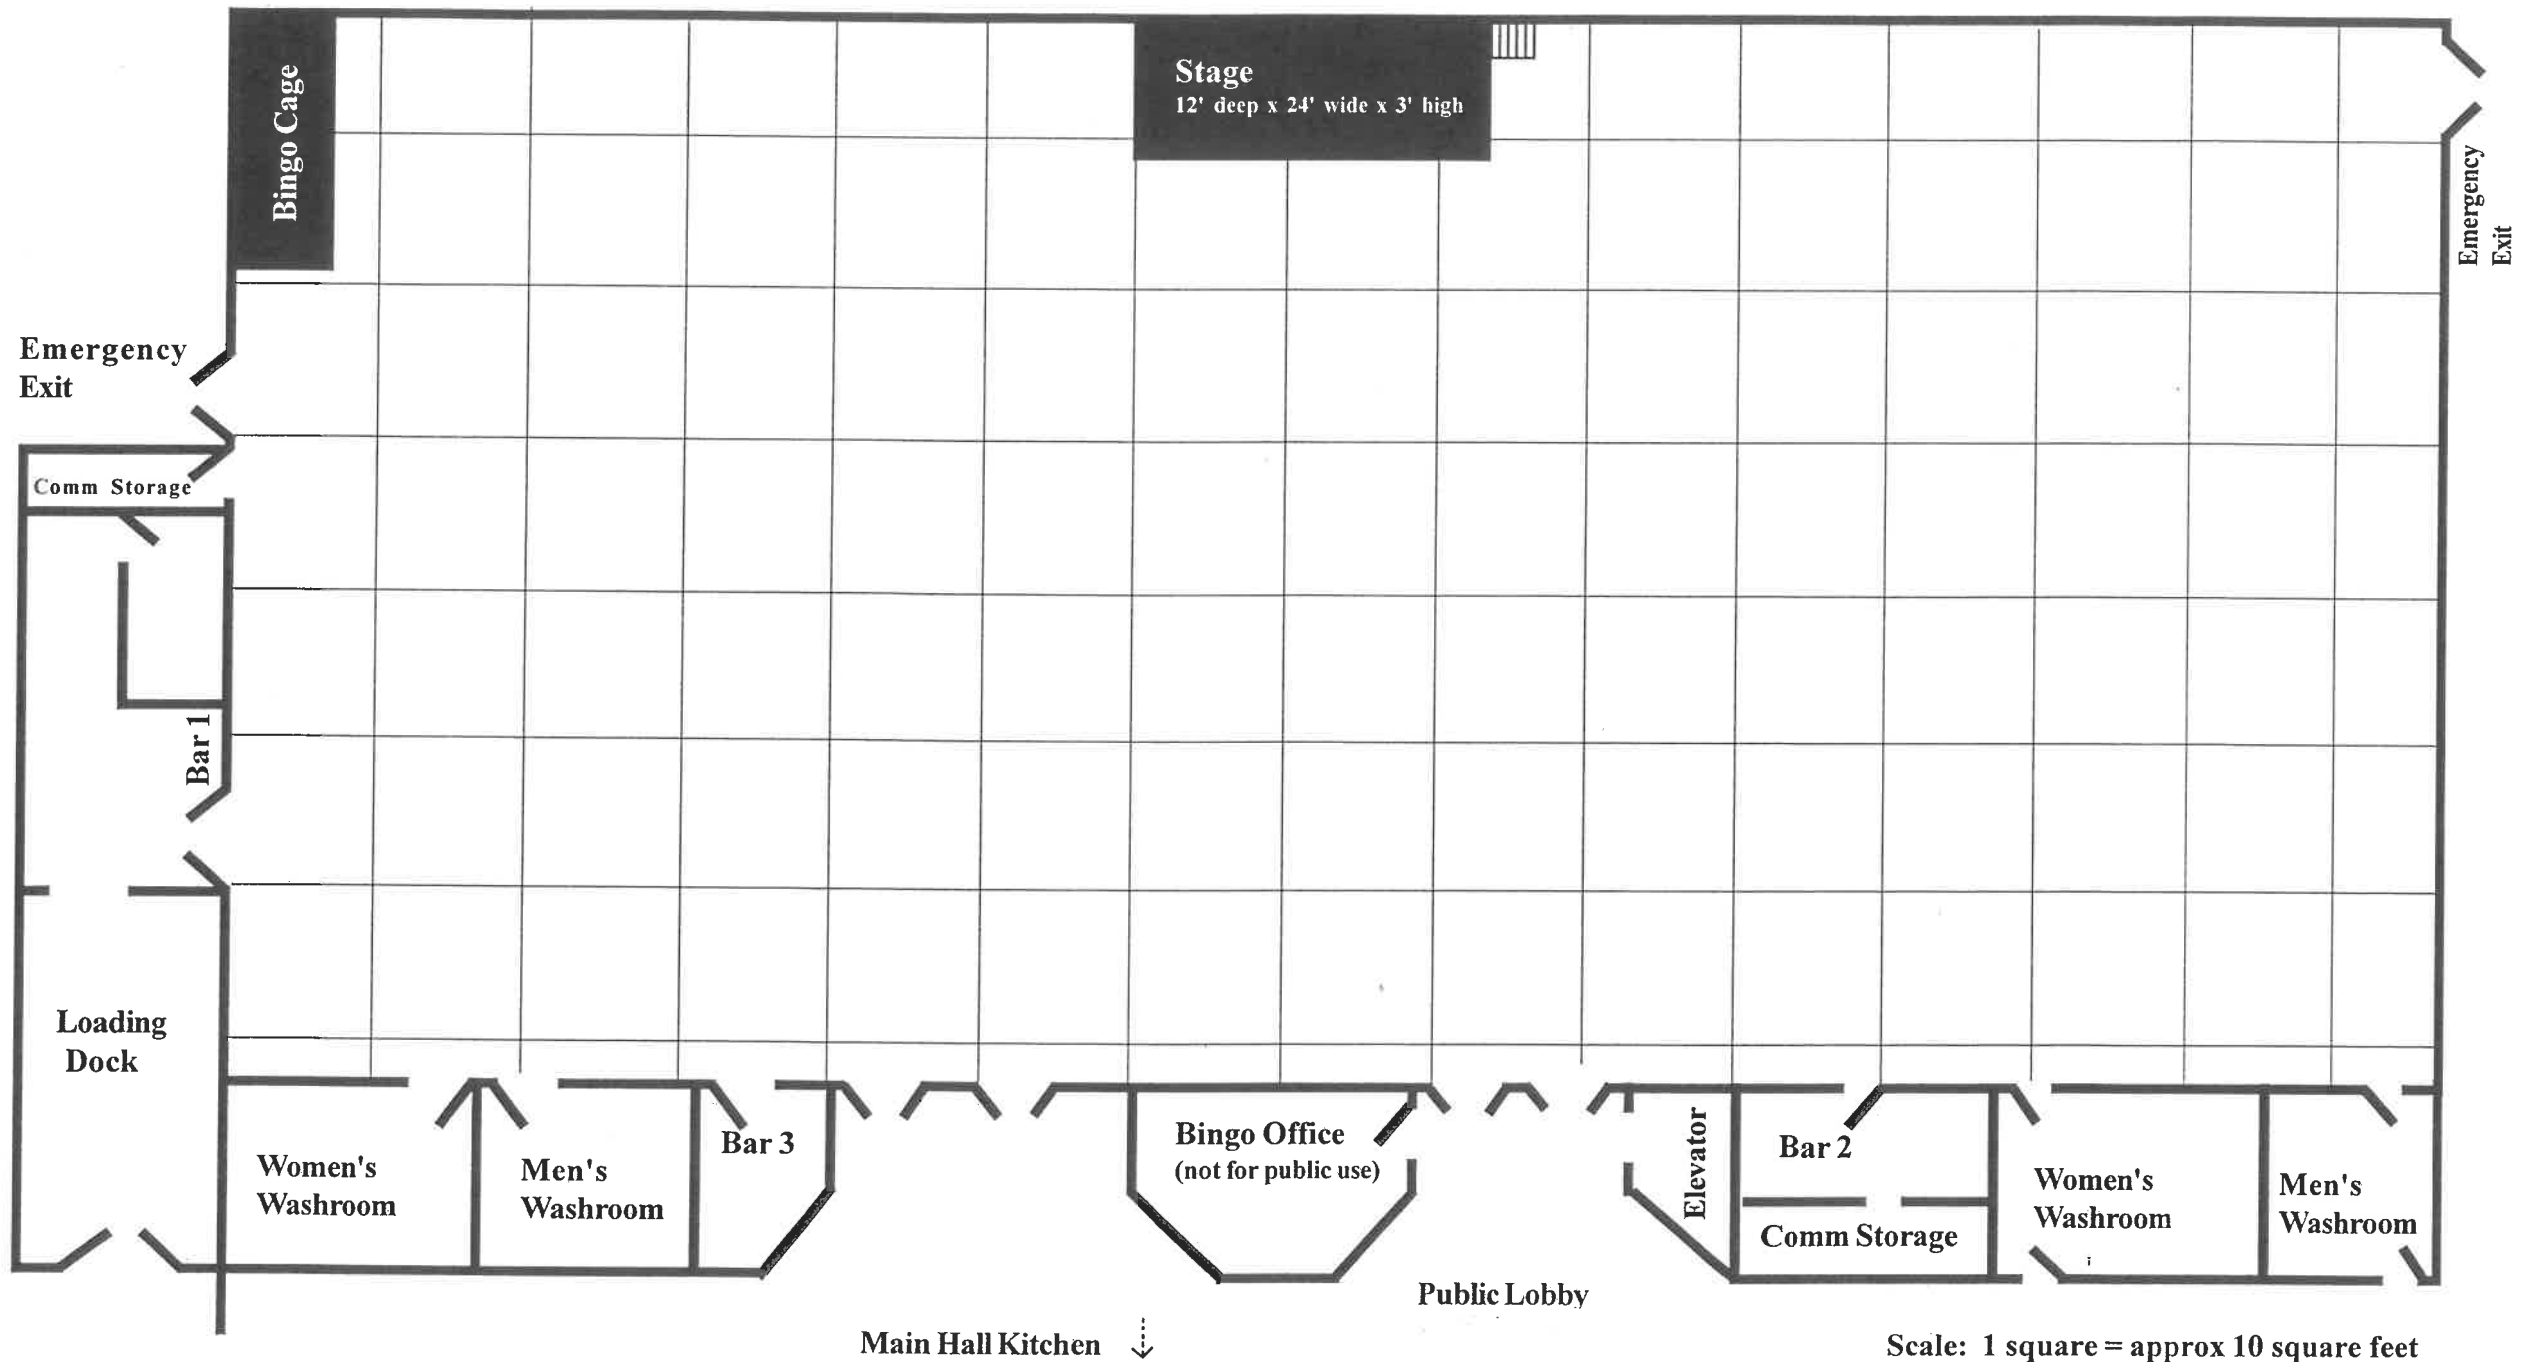 Bingo Cage
Stage
12' deep x 24' wide x 3' high
Emergency
Exit
Emergency
Exit
Comm Storage
Bar 1
Loading
Dock
Women's
Washroom
Men's
Washroom
Bar 3
Bingo Office
(not for public use)
Elevator
Bar 2
Comm Storage
Women's
Washroom
Men's
Washroom
Public Lobby
Main Hall Kitchen
Scale: 1 square = approx 10 square feet